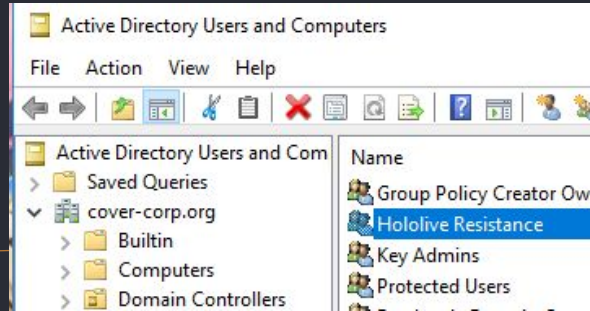 Active Directory Users and Computers
File Action View Help
Active Directory Users and Com
Saved Queries
cover-corp.org
Builtin
Computers
Domain Controllers
Name
Group Policy Creator Ow
Hololive Resistance
Key Admins
Protected Users